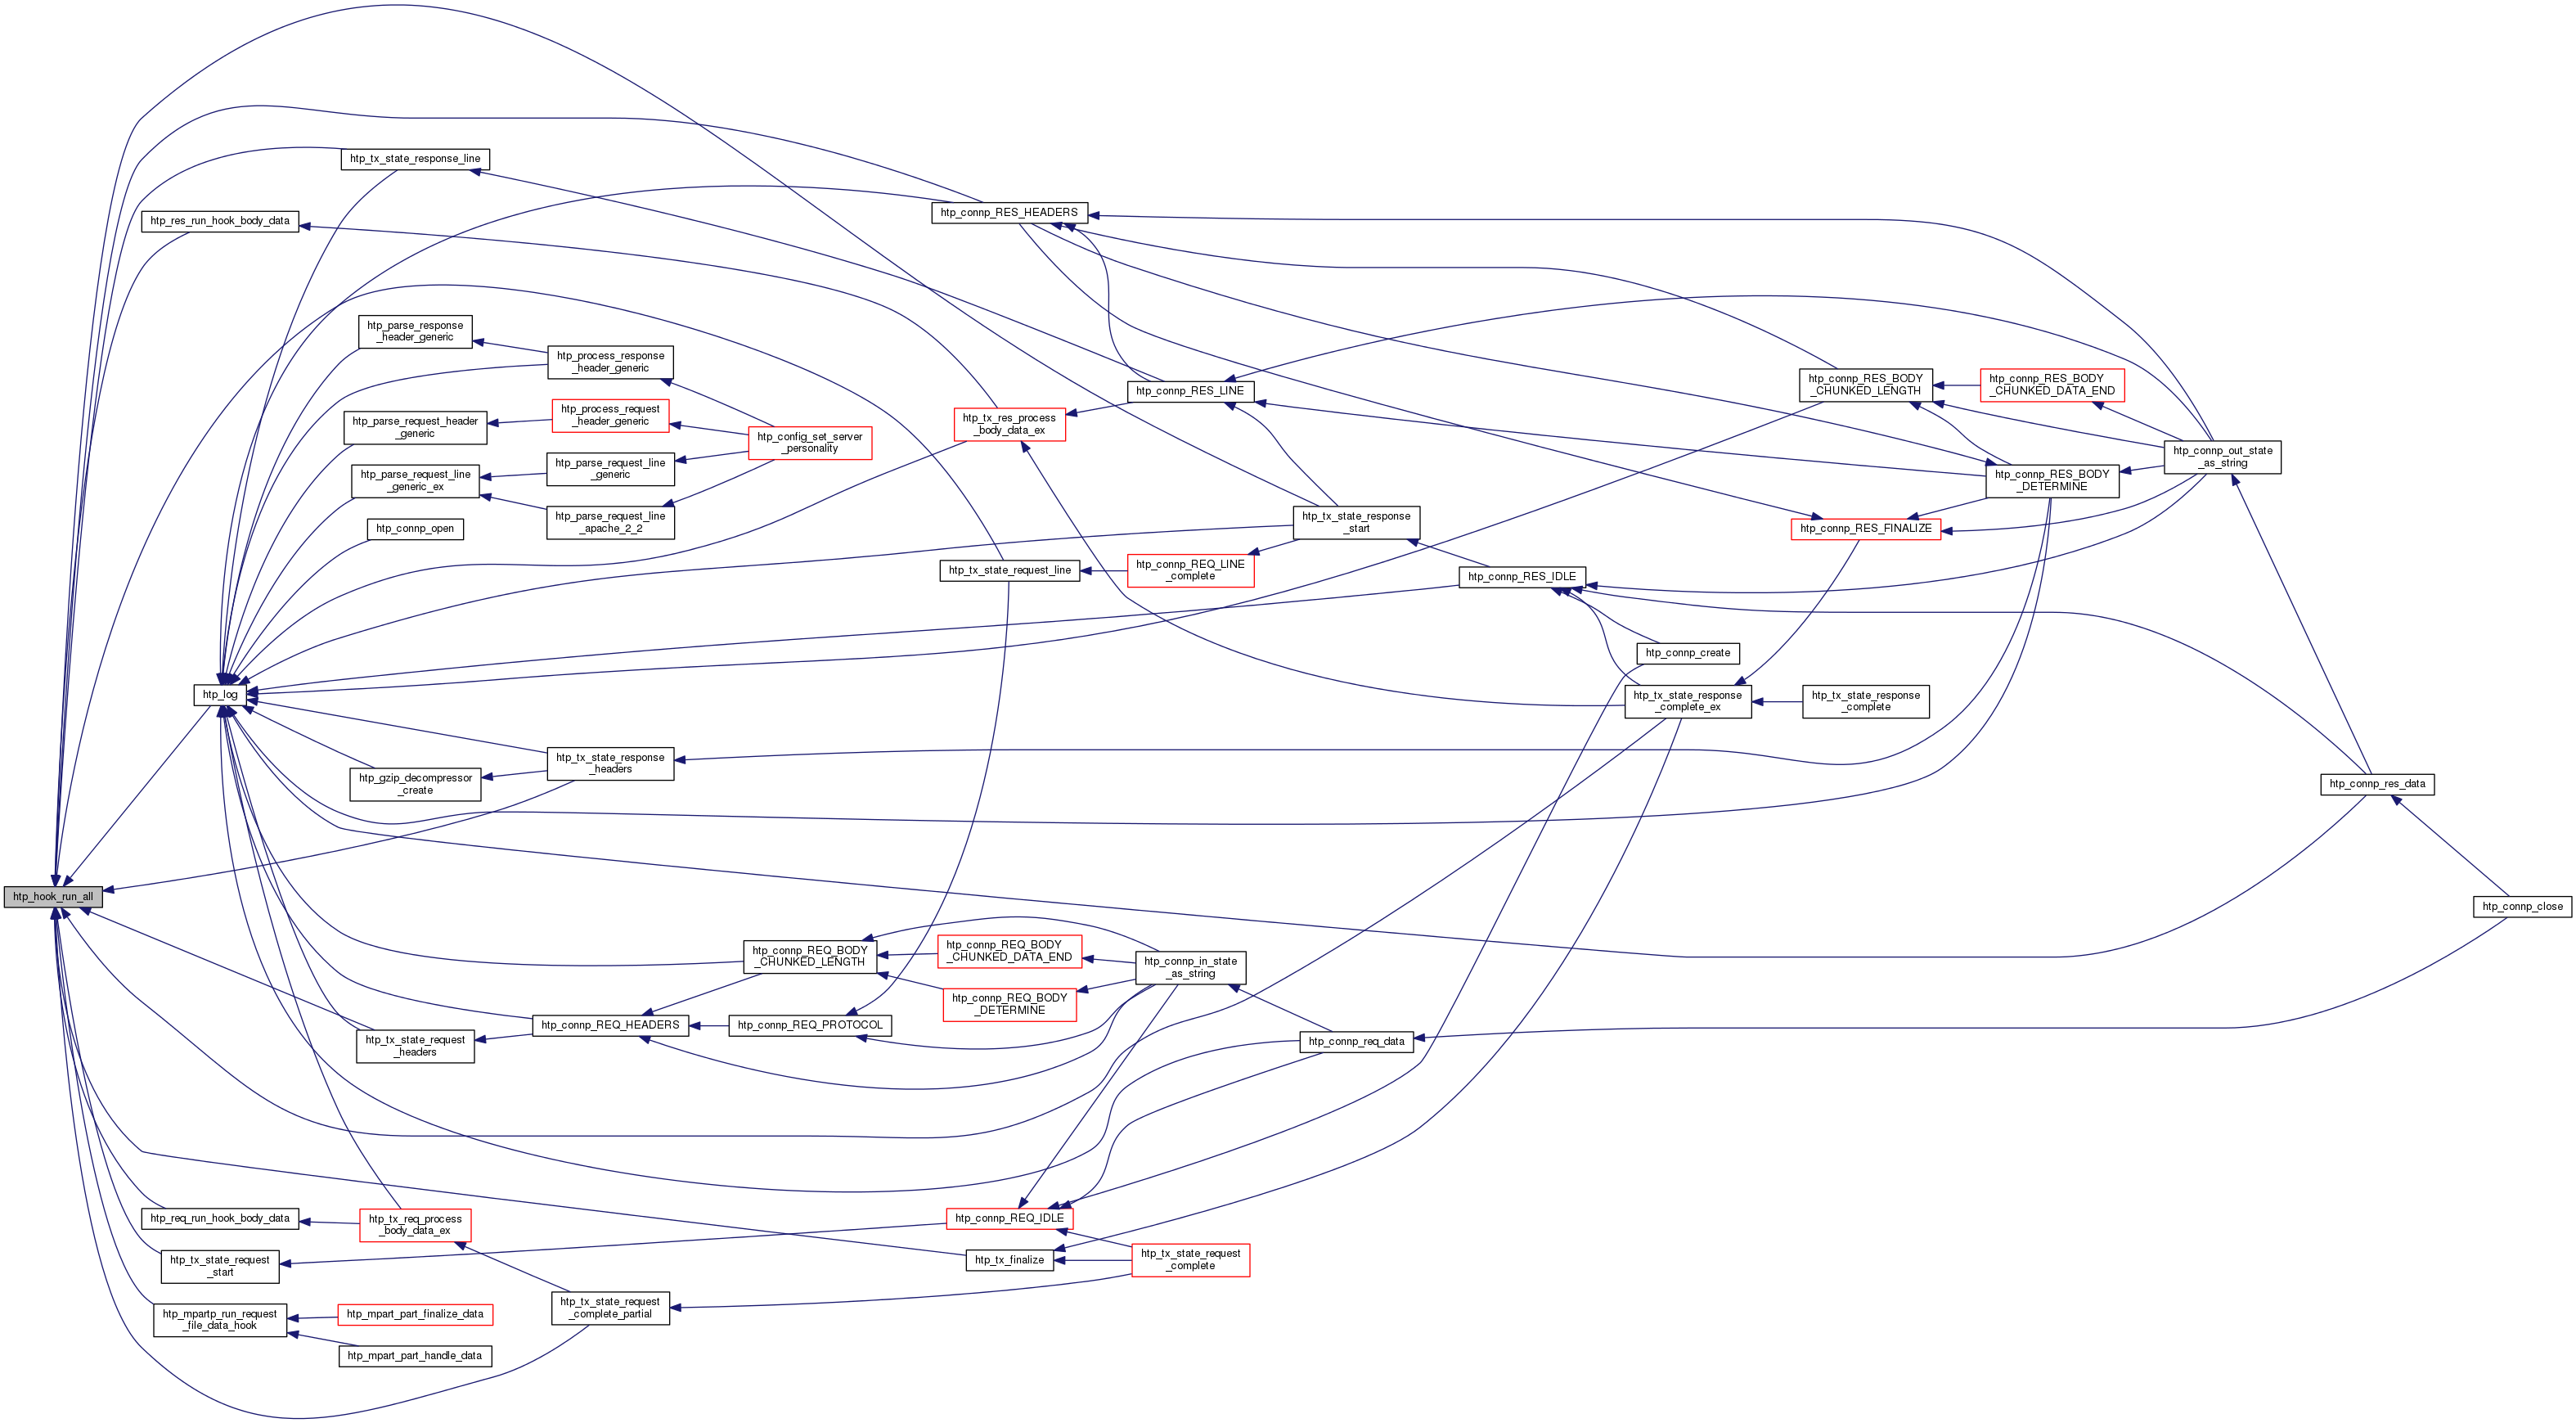 htp_tx_state_response_line
htp_res_run_hook_body_data
htp_connp_RES_HEADERS
htp_parse_response
_header_generic
htp_process_response
_header_generic
htp_connp_RES_LINE
htp_connp_RES_BODY
_CHUNKED_LENGTH
htp_connp_RES_BODY
_CHUNKED_DATA_END
htp_parse_request_header
_generic
htp_process_request
_header_generic
htp_config_set_server
_personality
htp_tx_res_process
_body_data_ex
htp_connp_out_state
_as_string
htp_parse_request_line
_generic_ex
htp_parse_request_line
_generic
htp_connp_RES_BODY
_DETERMINE
htp_connp_open
htp_parse_request_line
_apache_2_2
htp_tx_state_response
_start
htp_connp_RES_FINALIZE
htp_tx_state_request_line
htp_connp_REQ_LINE
_complete
htp_connp_RES_IDLE
htp_connp_create
htp_log
htp_tx_state_response
_complete_ex
htp_tx_state_response
_complete
htp_gzip_decompressor
_create
htp_tx_state_response
_headers
htp_connp_res_data
htp_hook_run_all
htp_connp_close
htp_connp_REQ_BODY
_CHUNKED_LENGTH
htp_connp_REQ_BODY
_CHUNKED_DATA_END
htp_connp_in_state
_as_string
htp_connp_REQ_BODY
_DETERMINE
htp_tx_state_request
_headers
htp_connp_REQ_HEADERS
htp_connp_REQ_PROTOCOL
htp_connp_req_data
htp_req_run_hook_body_data
htp_tx_req_process
_body_data_ex
htp_connp_REQ_IDLE
htp_tx_state_request
_start
htp_tx_finalize
htp_tx_state_request
_complete
htp_mpartp_run_request
_file_data_hook
htp_mpart_part_finalize_data
htp_tx_state_request
_complete_partial
htp_mpart_part_handle_data